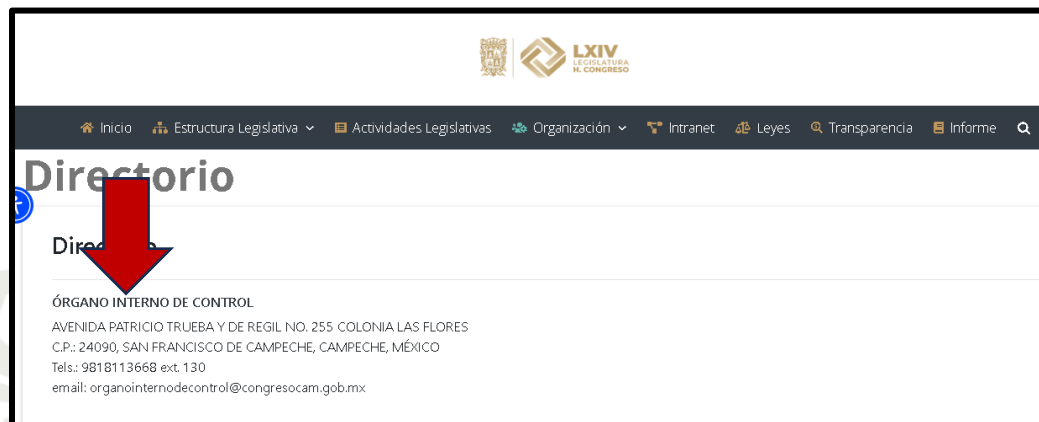 LXIV
LEGISLATURA
H. CONGRESO
Inicio Estructura Legislativa Actividades Legislativas Organización Intranet Leyes Transparencia Informe
Directorio
Directorio
ÓRGANO INTERNO DE CONTROL
AVENIDA PATRICIO TRUEBA Y DE REGIL NO. 255 COLONIA LAS FLORES
C.P.: 24090, SAN FRANCISCO DE CAMPECHE, CAMPECHE, MÉXICO
Tels.: 9818113668 ext. 130
email: organointernodecontrol@congresocam.gob.mx